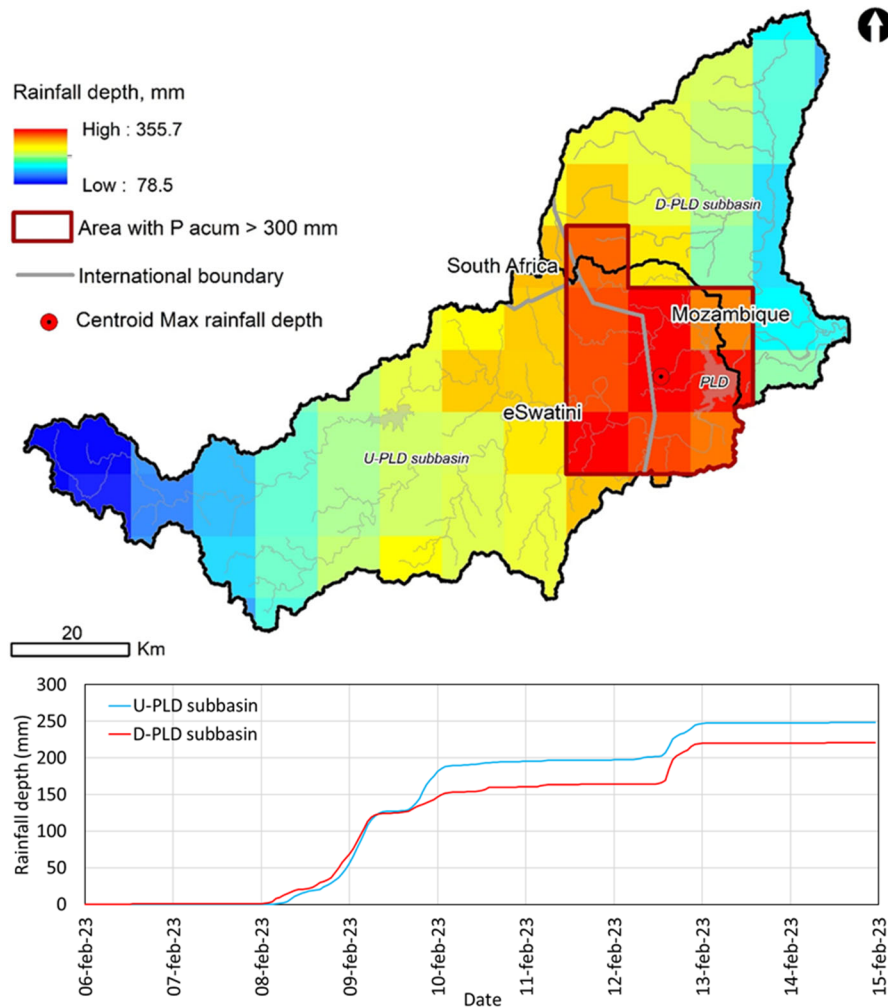 Rainfall depth, mm
High : 355.7
Low : 78.5
Area with P acum > 300 mm
International boundary
Centroid Max rainfall depth
D-PLD subbasin
South Africa
Mozambique
PLD
eSwatini
U-PLD subbasin
20
Km
300
250
200
150
100
50
0
Rainfall depth (mm)
U-PLD subbasin
D-PLD subbasin
06-feb-23
07-feb-23
08-feb-23
09-feb-23
10-feb-23
11-feb-23
12-feb-23
13-feb-23
14-feb-23
15-feb-23
Date